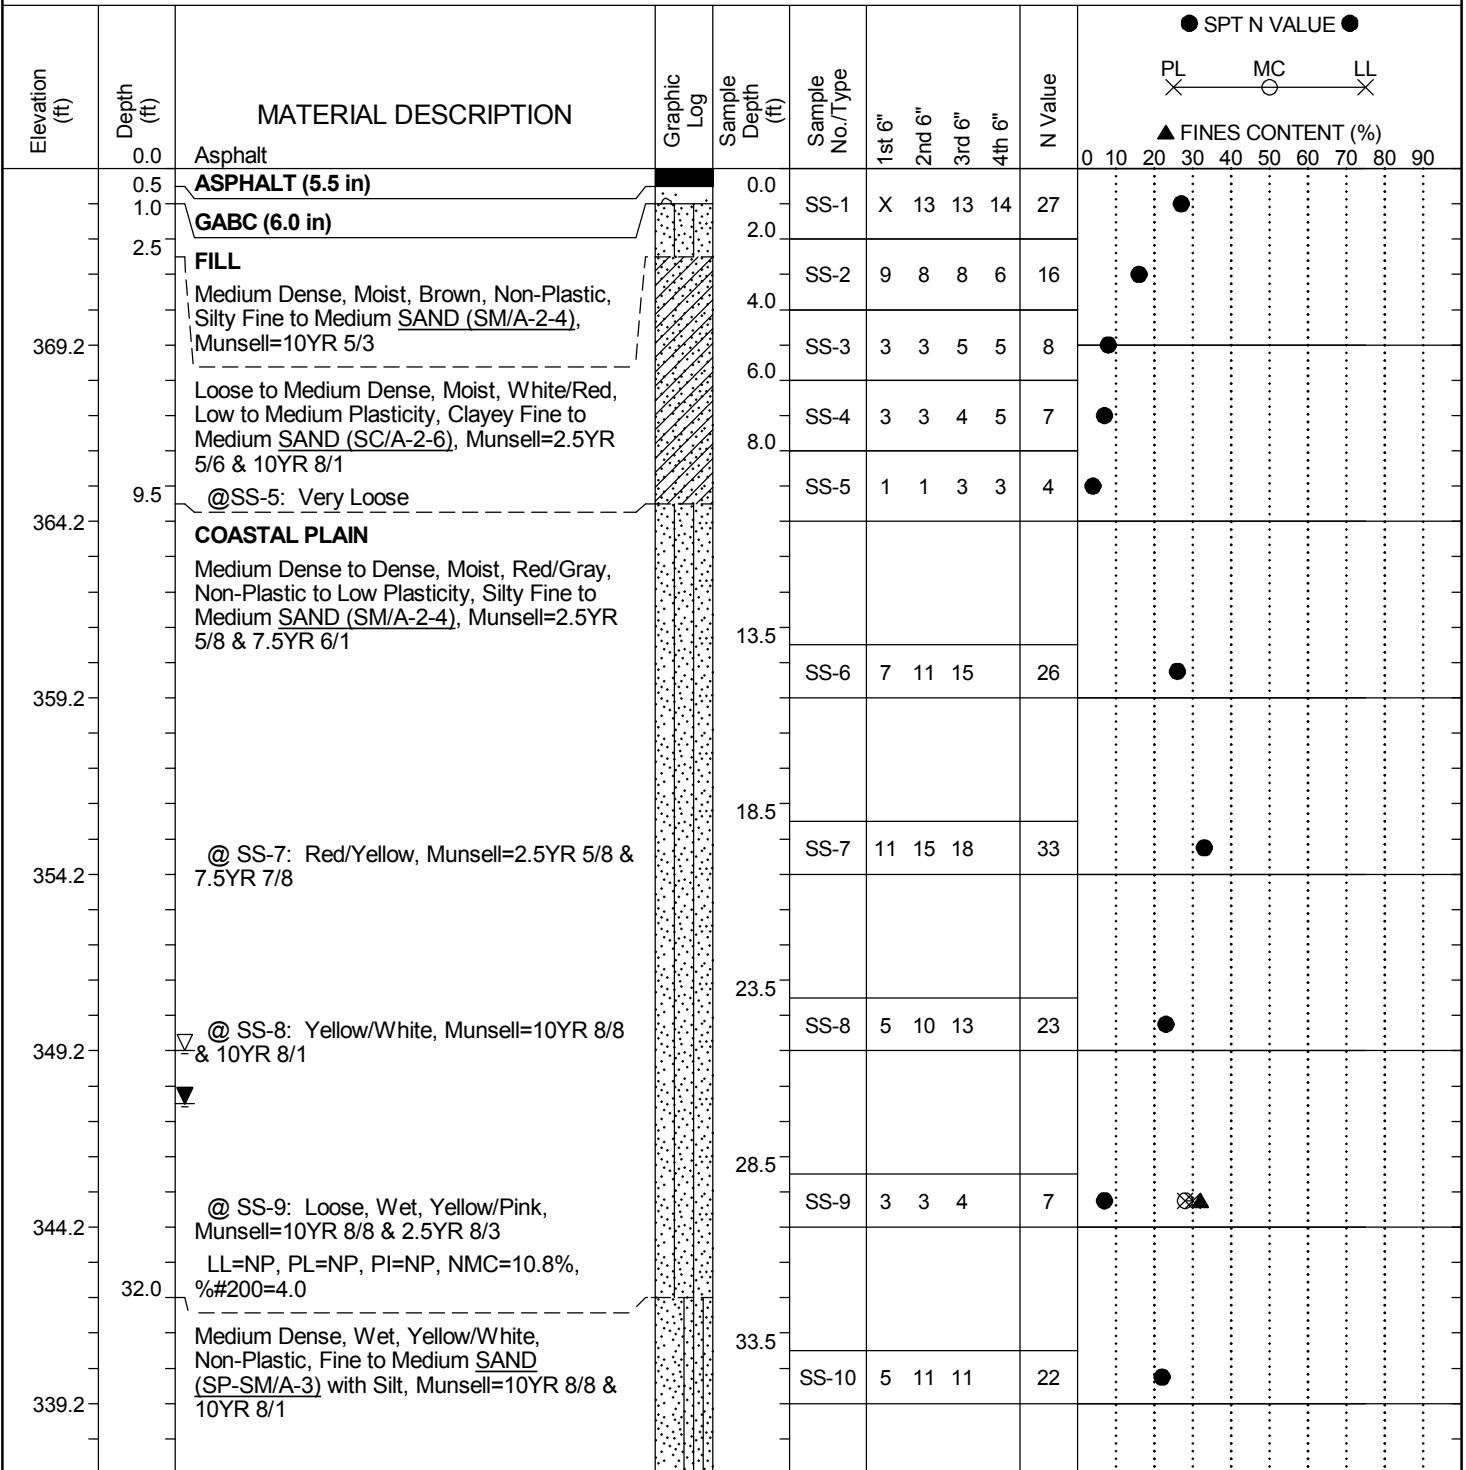 SPT N VALUE
PL MC LL
FINES CONTENT (%)
0 10 20 30 40 50 60 70 80 90
Elevation (ft)
Depth (ft)
MATERIAL DESCRIPTION
Graphic Log
Sample Depth (ft)
Sample No./Type
1st 6"
2nd 6"
3rd 6"
4th 6"
N Value
0.0 Asphalt
0.5 ASPHALT (5.5 in)
1.0
GABC (6.0 in)
2.5
FILL
Medium Dense, Moist, Brown, Non-Plastic,
Silty Fine to Medium SAND (SM/A-2-4),
Munsell=10YR 5/3
Loose to Medium Dense, Moist, White/Red,
Low to Medium Plasticity, Clayey Fine to
Medium SAND (SC/A-2-6), Munsell=2.5YR
5/6 & 10YR 8/1
@SS-5: Very Loose
9.5
COASTAL PLAIN
Medium Dense to Dense, Moist, Red/Gray,
Non-Plastic to Low Plasticity, Silty Fine to
Medium SAND (SM/A-2-4), Munsell=2.5YR
5/8 & 7.5YR 6/1
@ SS-7: Red/Yellow, Munsell=2.5YR 5/8 &
7.5YR 7/8
@ SS-8: Yellow/White, Munsell=10YR 8/8
& 10YR 8/1
@ SS-9: Loose, Wet, Yellow/Pink,
Munsell=10YR 8/8 & 2.5YR 8/3
LL=NP, PL=NP, PI=NP, NMC=10.8%,
%#200=4.0
32.0
Medium Dense, Wet, Yellow/White,
Non-Plastic, Fine to Medium SAND
(SP-SM/A-3) with Silt, Munsell=10YR 8/8 &
10YR 8/1
369.2
364.2
359.2
354.2
349.2
344.2
339.2
0.0
SS-1 X 13 13 14 27
2.0
SS-2 9 8 8 6 16
4.0
SS-3 3 3 5 5 8
6.0
SS-4 3 3 4 5 7
8.0
SS-5 1 1 3 3 4
13.5
SS-6 7 11 15 26
18.5
SS-7 11 15 18 33
23.5
SS-8 5 10 13 23
28.5
SS-9 3 3 4 7
33.5
SS-10 5 11 11 22